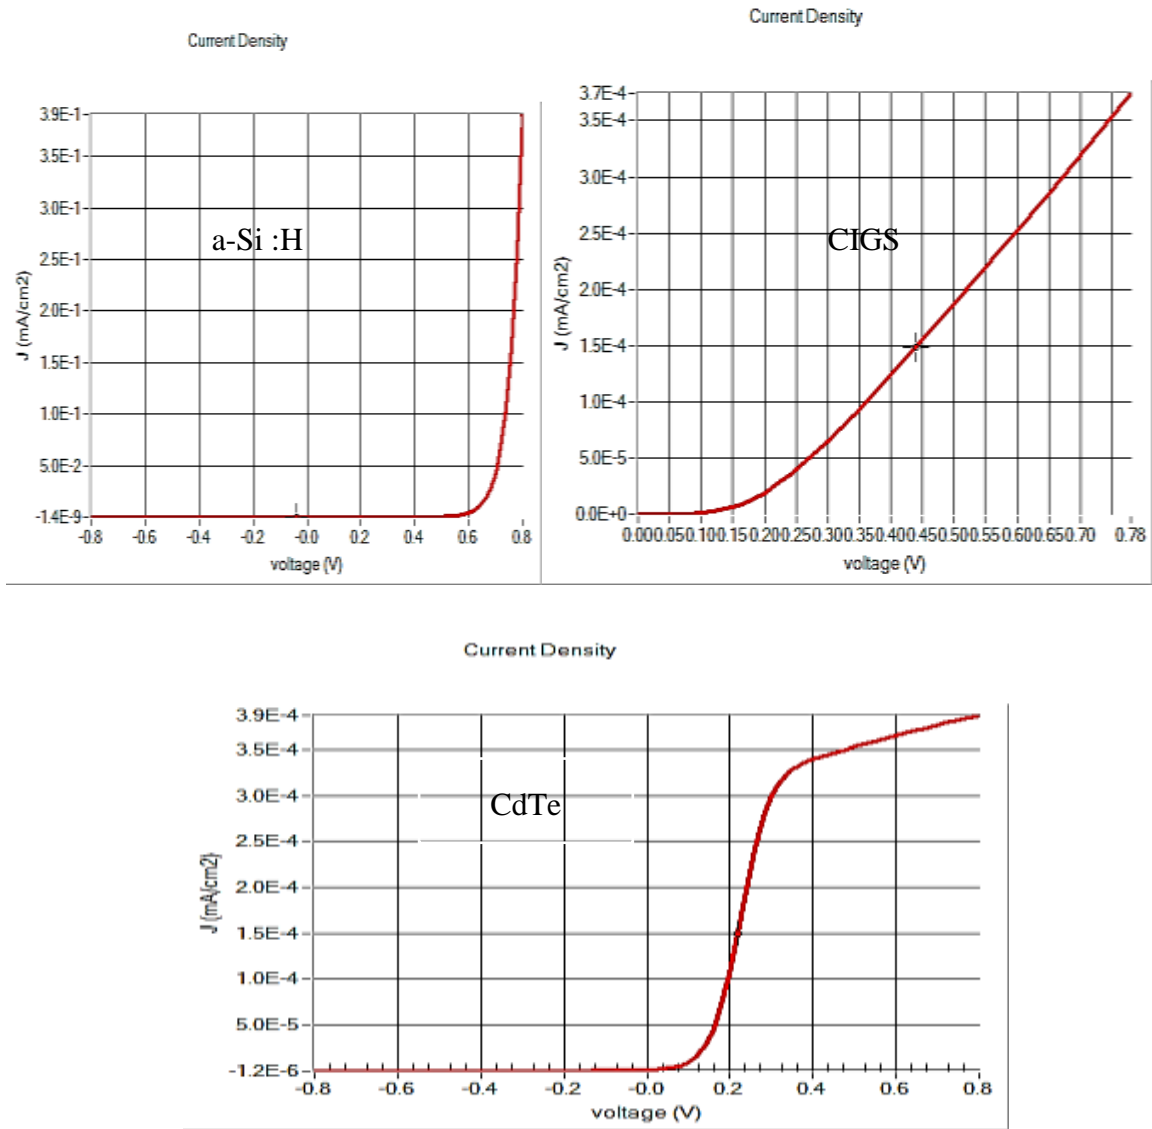 Current Density
3.9E-1
3.5E-1
3.0E-1
2.5E-1
2.0E-1
1.5E-1
1.0E-1
5.0E-2
-1.4E-9
J (mA/cm2)
a-Si :H
-0.8 -0.6 -0.4 -0.2 -0.0 0.2 0.4 0.6 0.8
voltage (V)
Current Density
3.7E-4
3.5E-4
3.0E-4
2.5E-4
2.0E-4
1.5E-4
1.0E-4
5.0E-5
0.0E+0
J (mA/cm2)
CIGS
0.00 0.05 0.10 0.15 0.20 0.25 0.30 0.35 0.40 0.45 0.50 0.55 0.60 0.65 0.70 0.78
voltage (V)
Current Density
3.9E-4
3.5E-4
3.0E-4
2.5E-4
2.0E-4
1.5E-4
1.0E-4
5.0E-5
-1.2E-6
J (mA/cm2)
CdTe
-0.8 -0.6 -0.4 -0.2 -0.0 0.2 0.4 0.6 0.8
voltage (V)